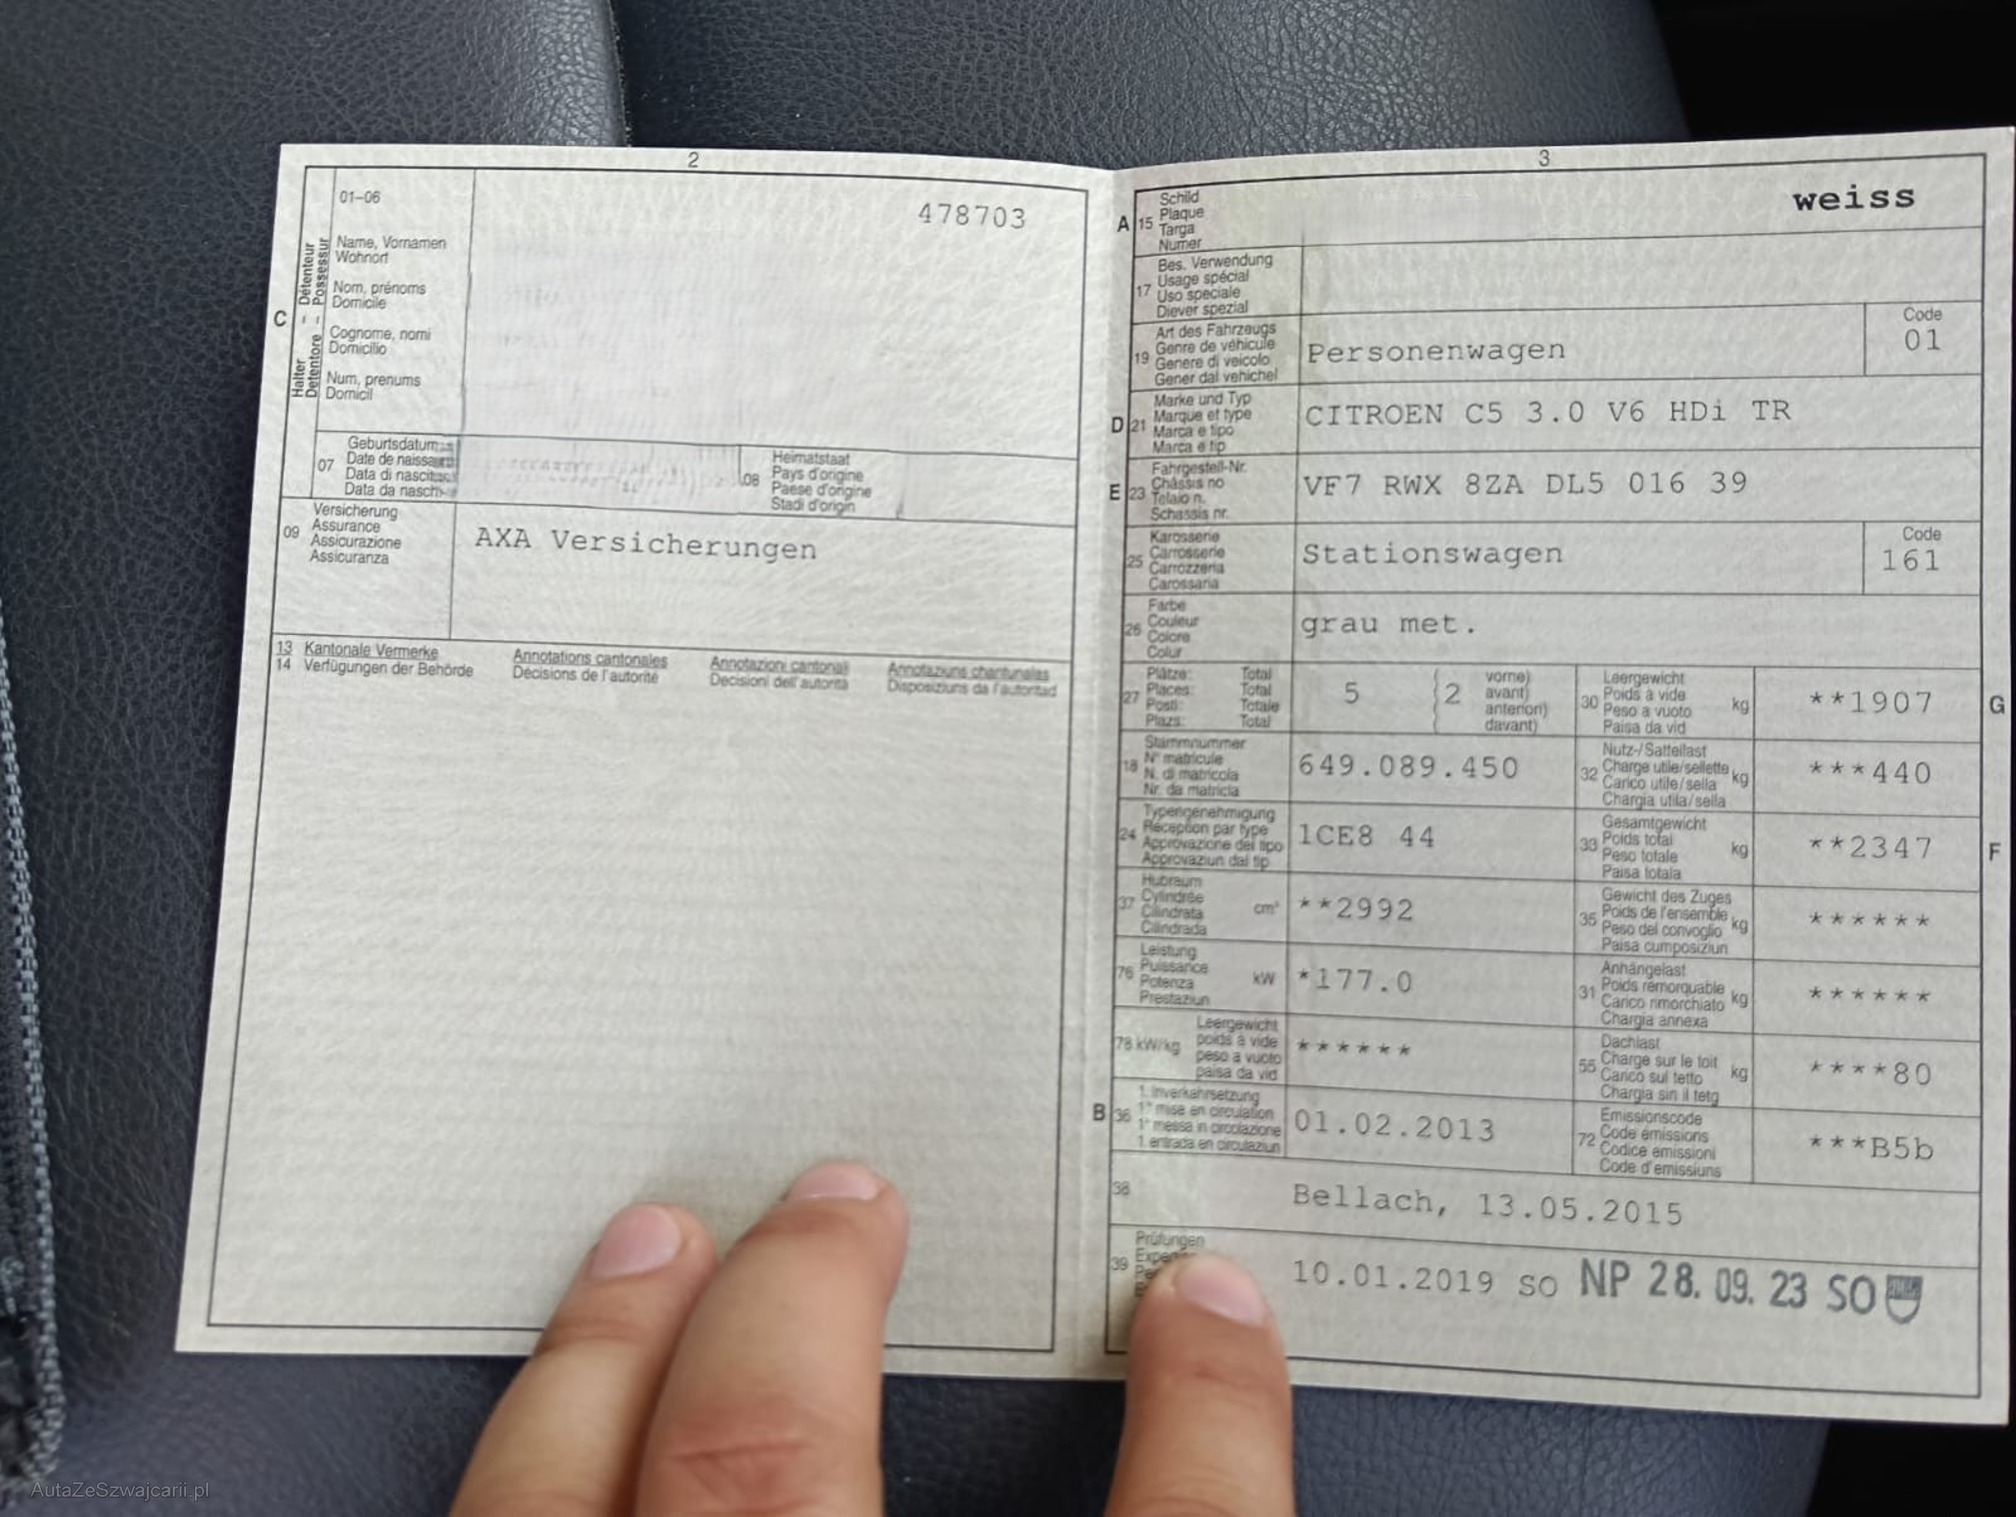 2
01–06
478703
C
Halter – Détenteur
Detentore – Possessur
Name, Vornamen
Wohnort
Nom, prénoms
Domicile
Cognome, nomi
Domicilio
Num, prenums
Domicil
07
Geburtsdatum
Date de naissance
Data di nascita
Data da nasch
08
Heimatstaat
Pays d'origine
Paese d'origine
Stadi d'origin
09
Versicherung
Assurance
Assicurazione
Assicuranza
AXA Versicherungen
13 Kantonale Vermerke Annotations cantonales Annotazioni cantonali Annotaziuns chantunalas
14 Verfügungen der Behörde Décisions de l'autorité Decisioni dell'autorità Disposiziuns da l'autoritad
3
A 15
Schild
Plaque
Targa
Numer
weiss
17
Bes. Verwendung
Usage spécial
Uso speciale
Diever spezial
19
Art des Fahrzeugs
Genre de véhicule
Genere di veicolo
Gener dal vehichel
Personenwagen
Code
01
D 21
Marke und Typ
Marque et type
Marca e tipo
Marca e tip
CITROEN C5 3.0 V6 HDi TR
E 23
Fahrgestell-Nr.
Châssis no
Telaio n.
Schassis nr.
VF7 RWX 8ZA DL5 016 39
25
Karosserie
Carrosserie
Carrozzeria
Carossaria
Stationswagen
Code
161
26
Farbe
Couleur
Colore
Colur
grau met.
27
Plätze: Total
Places: Total
Posti: Totale
Plazs: Total
5
2
vorne)
avant)
anteriori)
davant)
30
Leergewicht
Poids à vide
Peso a vuoto
Paisa da vid
kg
**1907
G
18
Stammnummer
N° matricule
N. di matricola
Nr. da matricla
649.089.450
32
Nutz-/Sattellast
Charge utile/sellette
Carico utile/sella
Chargia utila/sella
kg
***440
24
Typengenehmigung
Réception par type
Approvazione del tipo
Approvaziun dal tip
1CE8 44
33
Gesamtgewicht
Poids total
Peso totale
Paisa totala
kg
**2347
F
37
Hubraum
Cylindrée
Cilindrata
Cilindrada
cm³
**2992
35
Gewicht des Zuges
Poids de l'ensemble
Peso del convoglio
Paisa cumposiziun
kg
******
76
Leistung
Puissance
Potenza
Prestaziun
kW
*177.0
31
Anhängelast
Poids remorquable
Carico rimorchiato
Chargia annexa
kg
******
78 kW/kg
Leergewicht
poids à vide
peso a vuoto
paisa da vid
******
55
Dachlast
Charge sur le toit
Carico sul tetto
Chargia sin il tetg
kg
****80
B 36
1. Inverkehrsetzung
1re mise en circulation
1a messa in circolazione
1. entrada en circulaziun
01.02.2013
72
Emissionscode
Code émissions
Codice emissioni
Code d'emissiuns
***B5b
38
Bellach, 13.05.2015
39
Prüfungen
10.01.2019 SO NP 28.09.23 SO
AutaZeSzwajcarii.pl